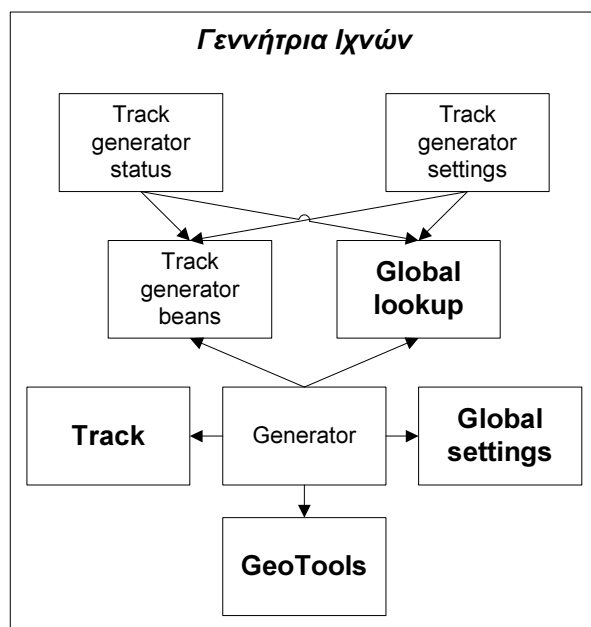 Γεννήτρια Ιχνών
Track
generator
status
Track
generator
settings
Track
generator
beans
Global
lookup
Track
Generator
Global
settings
GeoTools